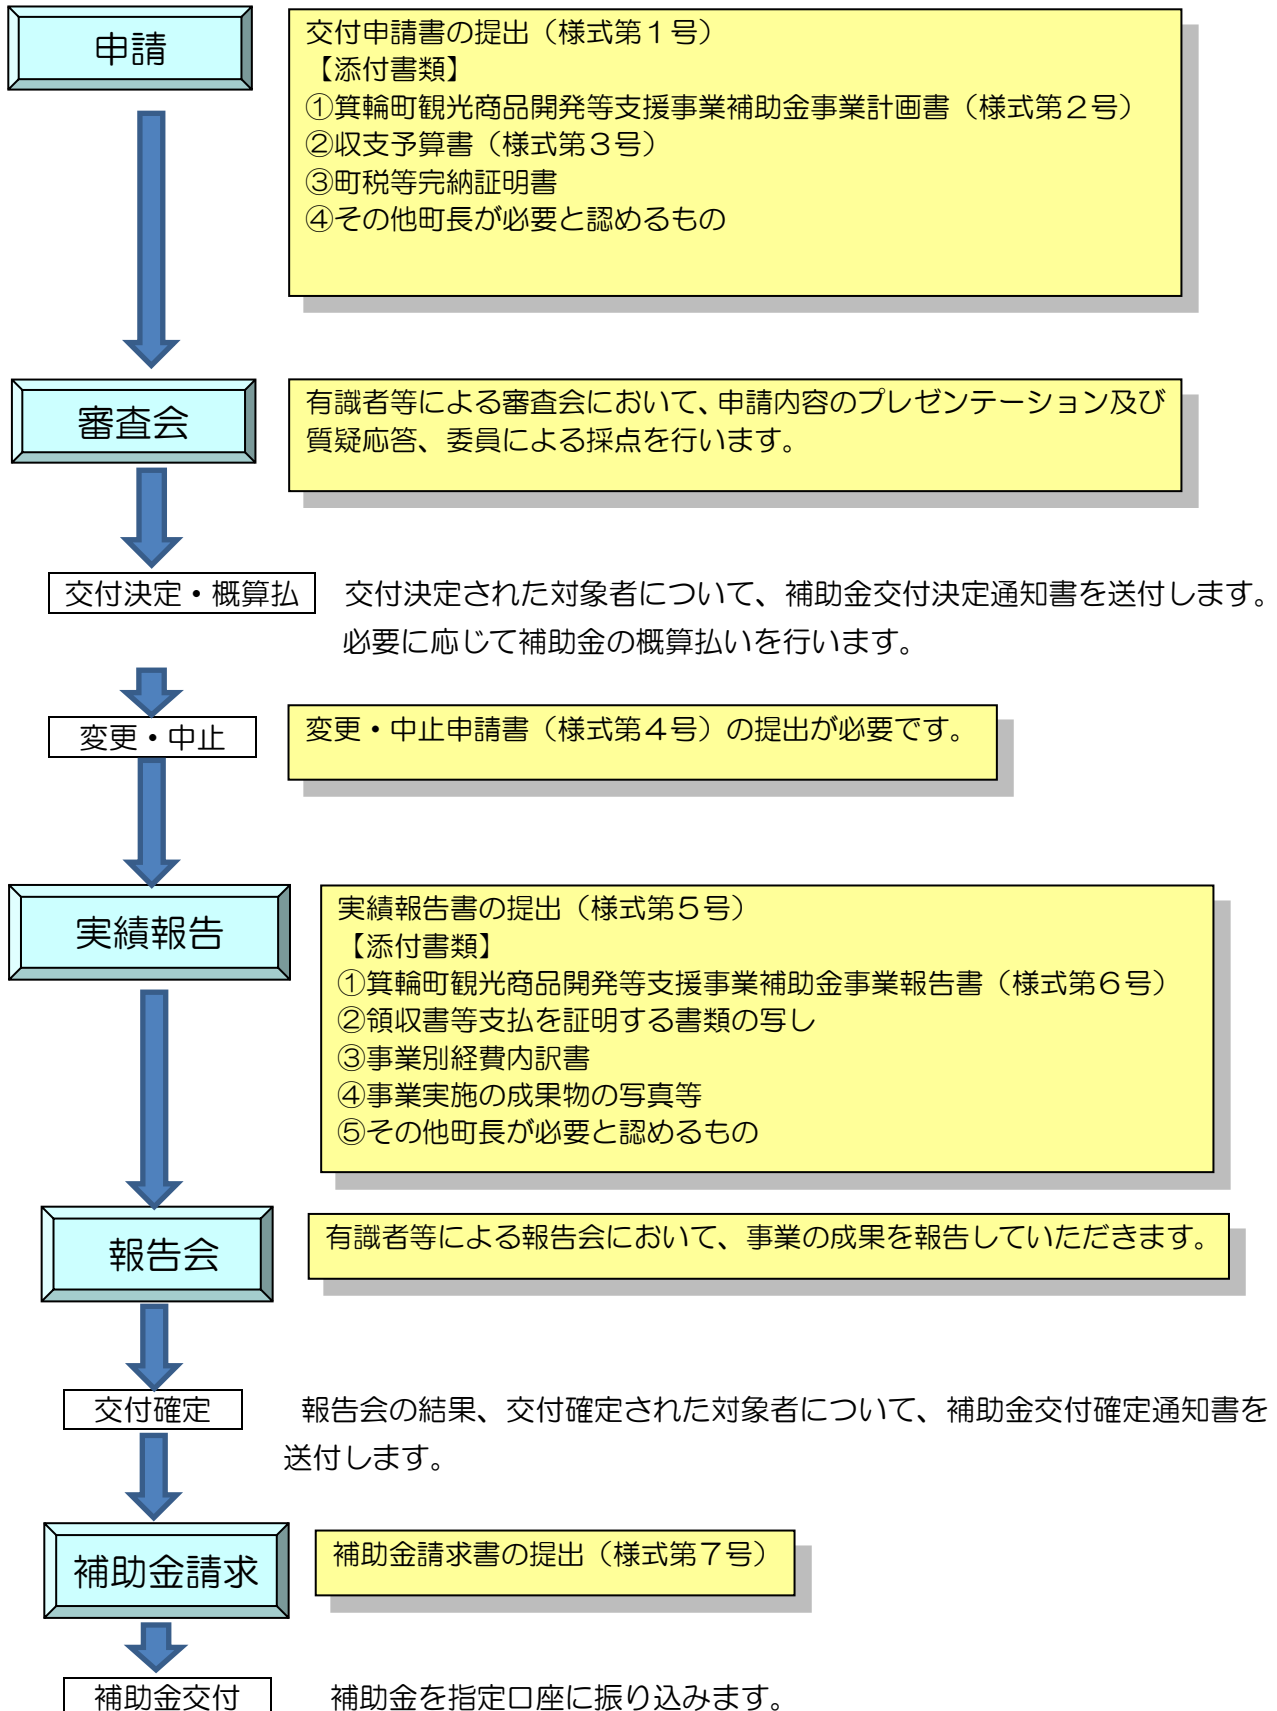 申請
交付申請書の提出（様式第１号）
【添付書類】
①箕輪町観光商品開発等支援事業補助金事業計画書（様式第２号）
②収支予算書（様式第３号）
③町税等完納証明書
④その他町長が必要と認めるもの
審査会
有識者等による審査会において、申請内容のプレゼンテーション及び
質疑応答、委員による採点を行います。
交付決定・概算払
交付決定された対象者について、補助金交付決定通知書を送付します。
必要に応じて補助金の概算払いを行います。
変更・中止
変更・中止申請書（様式第４号）の提出が必要です。
実績報告
実績報告書の提出（様式第５号）
【添付書類】
①箕輪町観光商品開発等支援事業補助金事業報告書（様式第６号）
②領収書等支払を証明する書類の写し
③事業別経費内訳書
④事業実施の成果物の写真等
⑤その他町長が必要と認めるもの
報告会
有識者等による報告会において、事業の成果を報告していただきます。
交付確定
報告会の結果、交付確定された対象者について、補助金交付確定通知書を
送付します。
補助金請求
補助金請求書の提出（様式第７号）
補助金交付
補助金を指定口座に振り込みます。